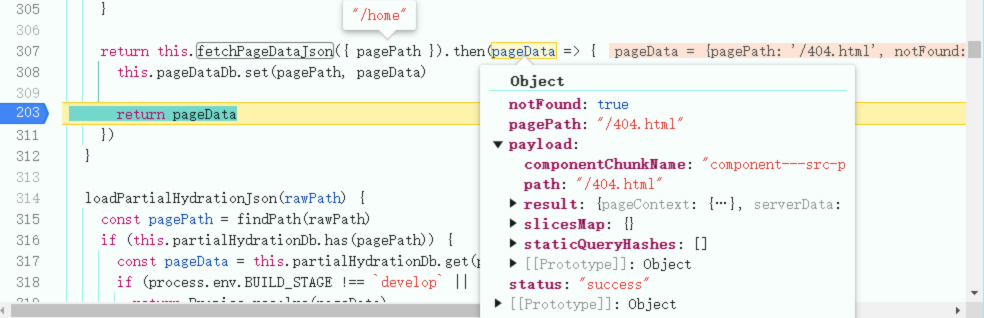 305 }
"/home"
306
307 return this.fetchPageDataJson({ pagePath }).then(pageData => { pageData = {pagePath: '/404.html', notFound:
308 this.pageDataDb.set(pagePath, pageData)
309
203 return pageData
311 })
312 }
313
314 loadPartialHydrationJson(rawPath) {
315 const pagePath = findPath(rawPath)
316 if (this.partialHydrationDb.has(pagePath)) {
317 const pageData = this.partialHydrationDb.get(p
318 if (process.env.BUILD_STAGE !== `develop` ||
Object
notFound: true
pagePath: "/404.html"
payload:
componentChunkName: "component---src-p
path: "/404.html"
result: {pageContext: {…}, serverData:
slicesMap: {}
staticQueryHashes: []
[[Prototype]]: Object
status: "success"
[[Prototype]]: Object